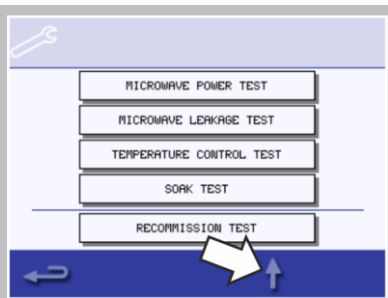 MICROWAVE POWER TEST
MICROWAVE LEAKAGE TEST
TEMPERATURE CONTROL TEST
SOAK TEST
RECOMMISSION TEST